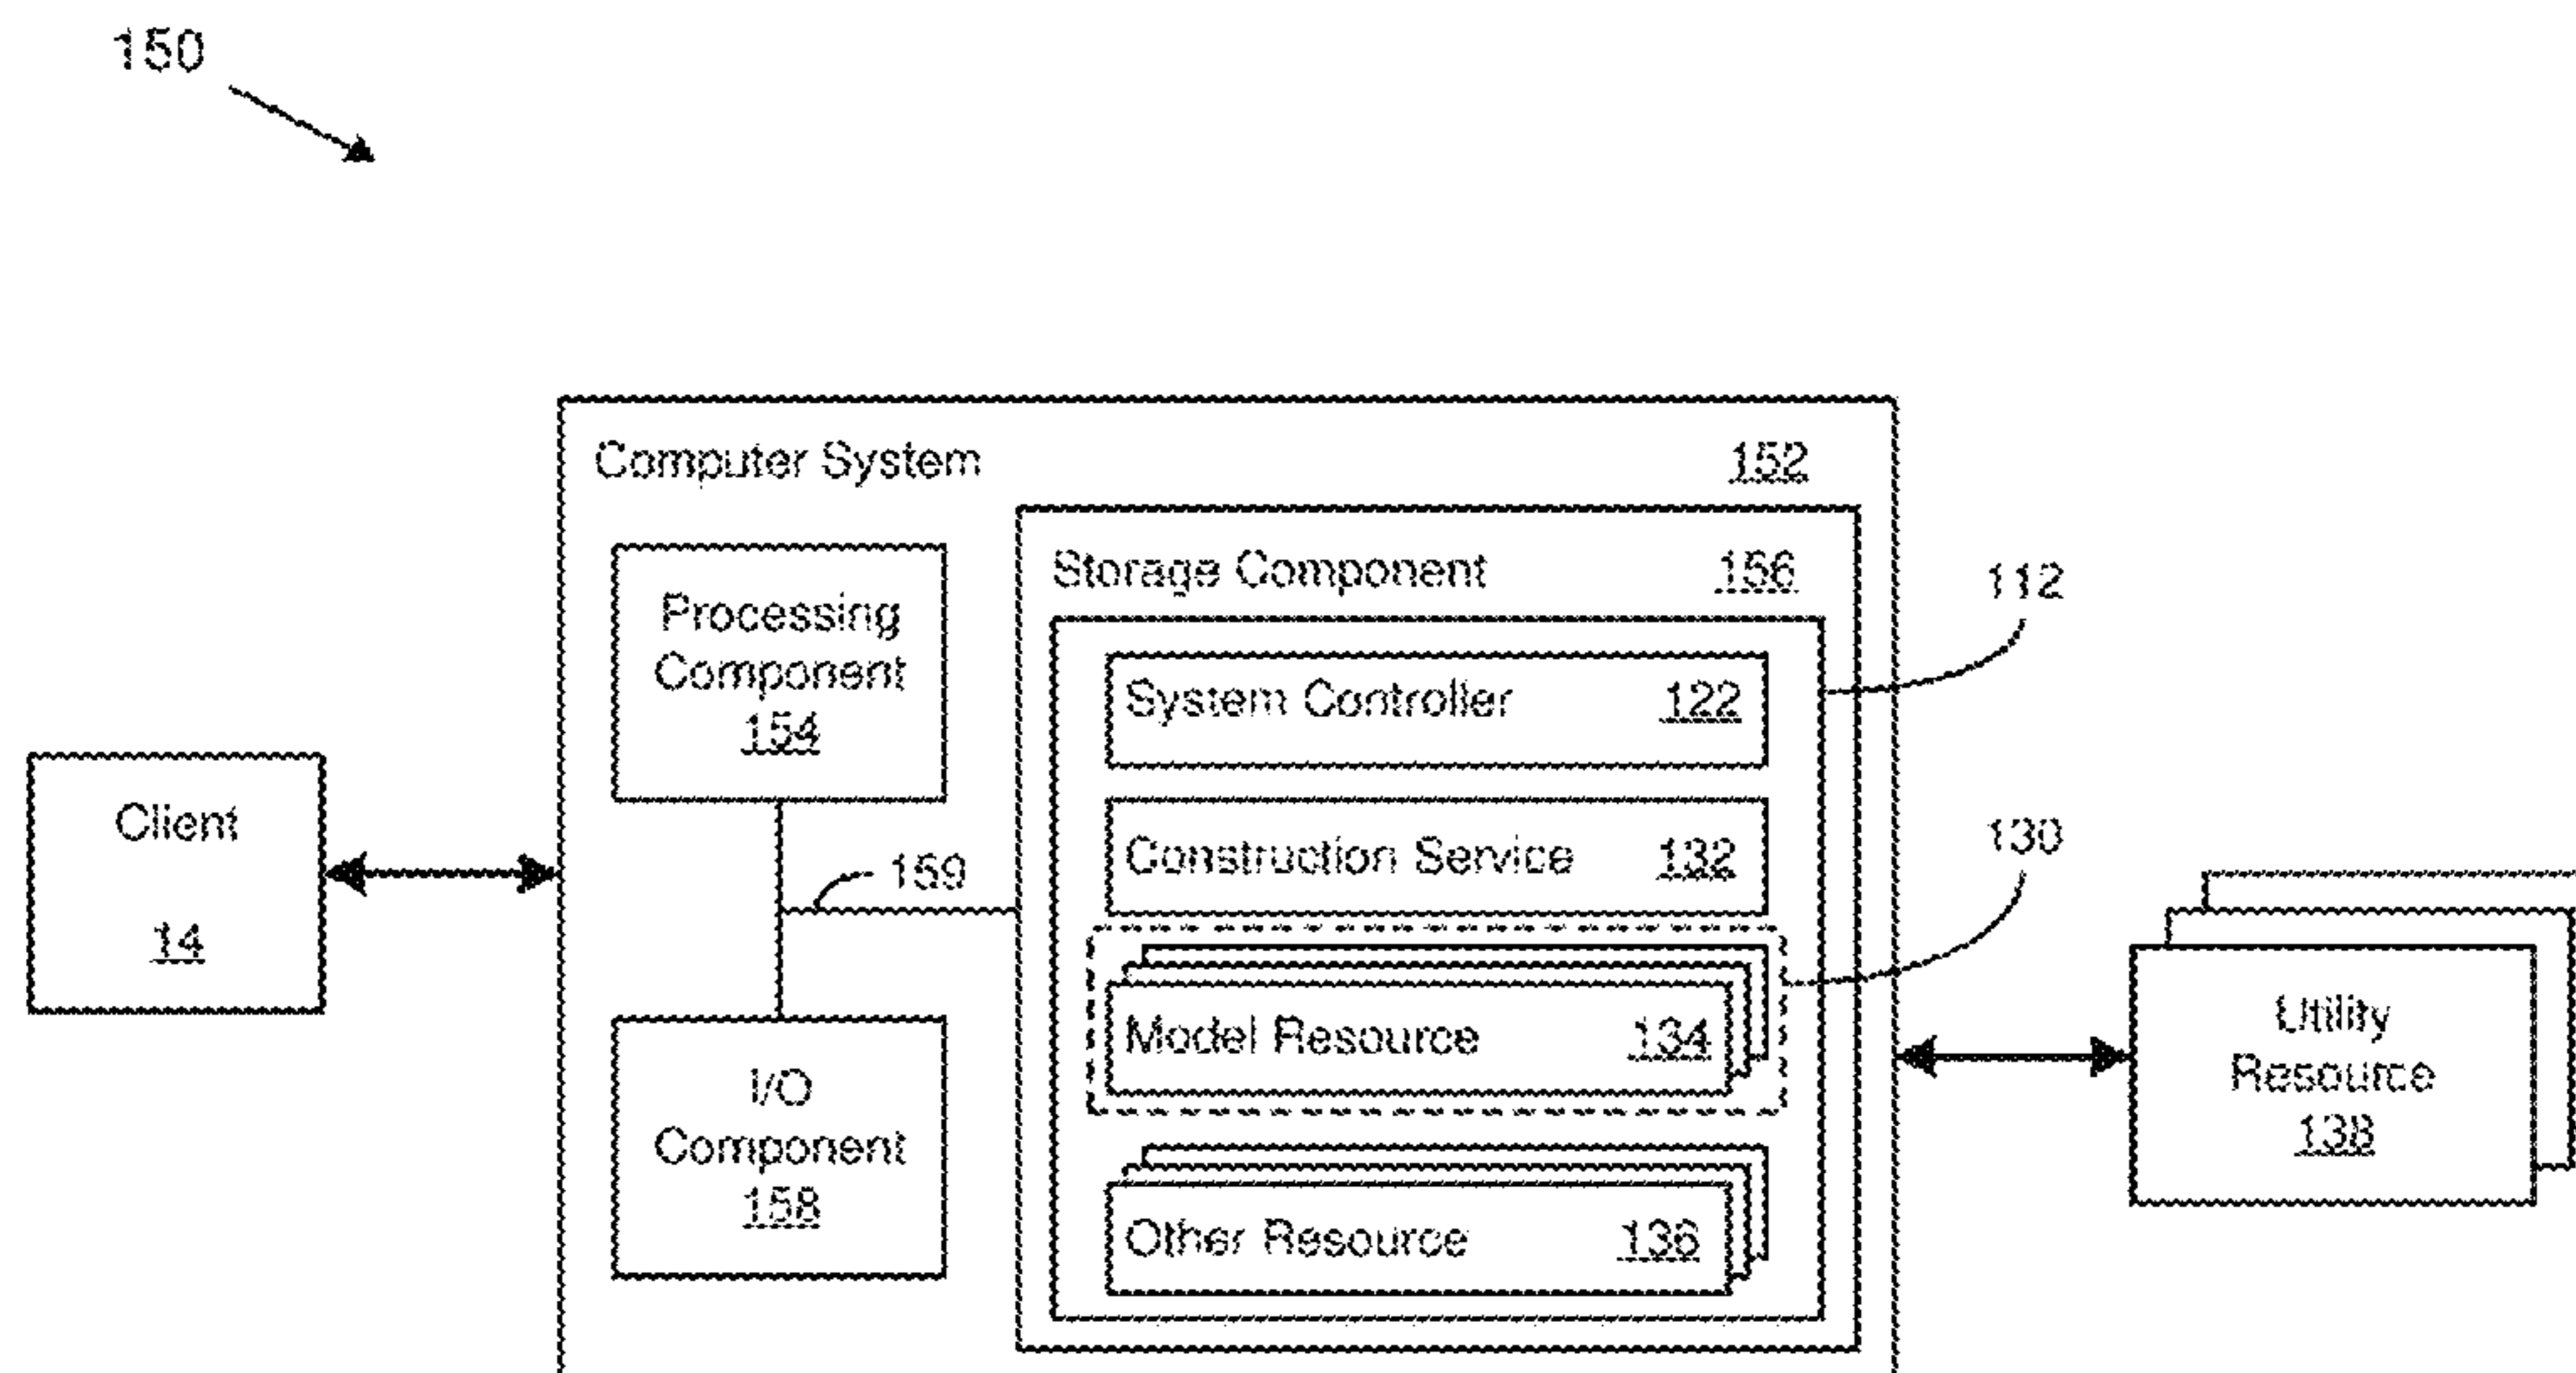 150
Computer System 152
Storage Component 156
112
Processing
Component
154
System Controller 122
Client
14
Construction Service 132
130
159
Model Resource 134
Utility
Resource
138
I/O
Component
158
Other Resource 136